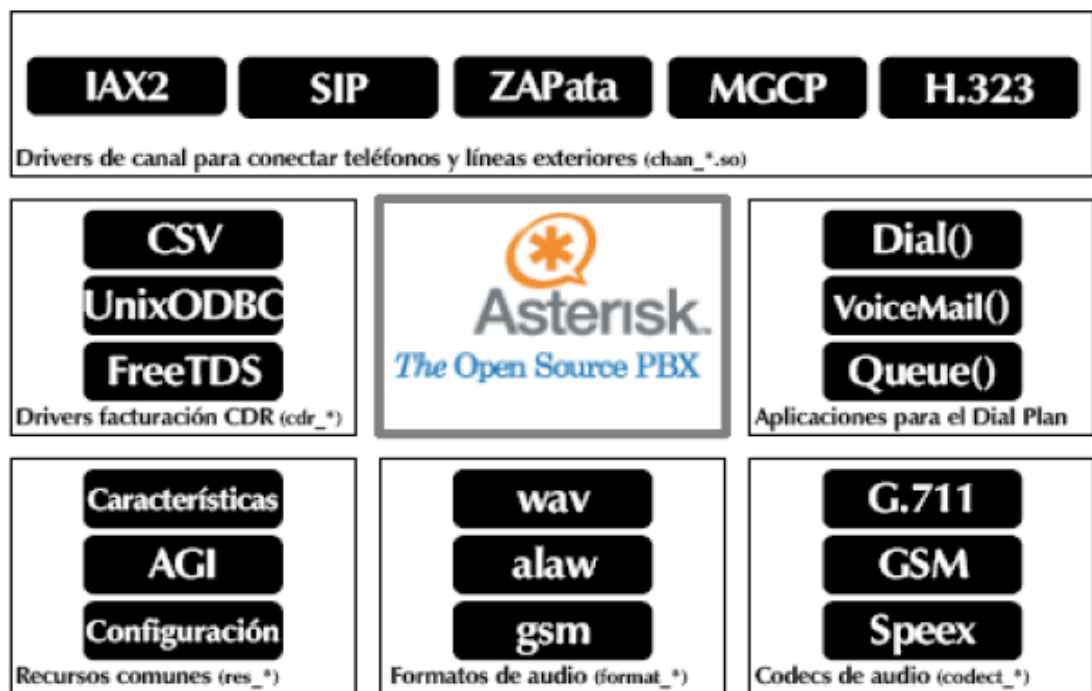 IAX2
SIP
ZAPata
MGCP
H.323
Drivers de canal para conectar teléfonos y líneas exteriores (chan_*.so)
CSV
UnixODBC
FreeTDS
Drivers facturación CDR (cdr_*)
Asterisk™
The Open Source PBX
Dial()
VoiceMail()
Queue()
Aplicaciones para el Dial Plan
Características
AGI
Configuración
Recursos comunes (res_*)
wav
alaw
gsm
Formatos de audio (format_*)
G.711
GSM
Speex
Codecs de audio (codect_*)